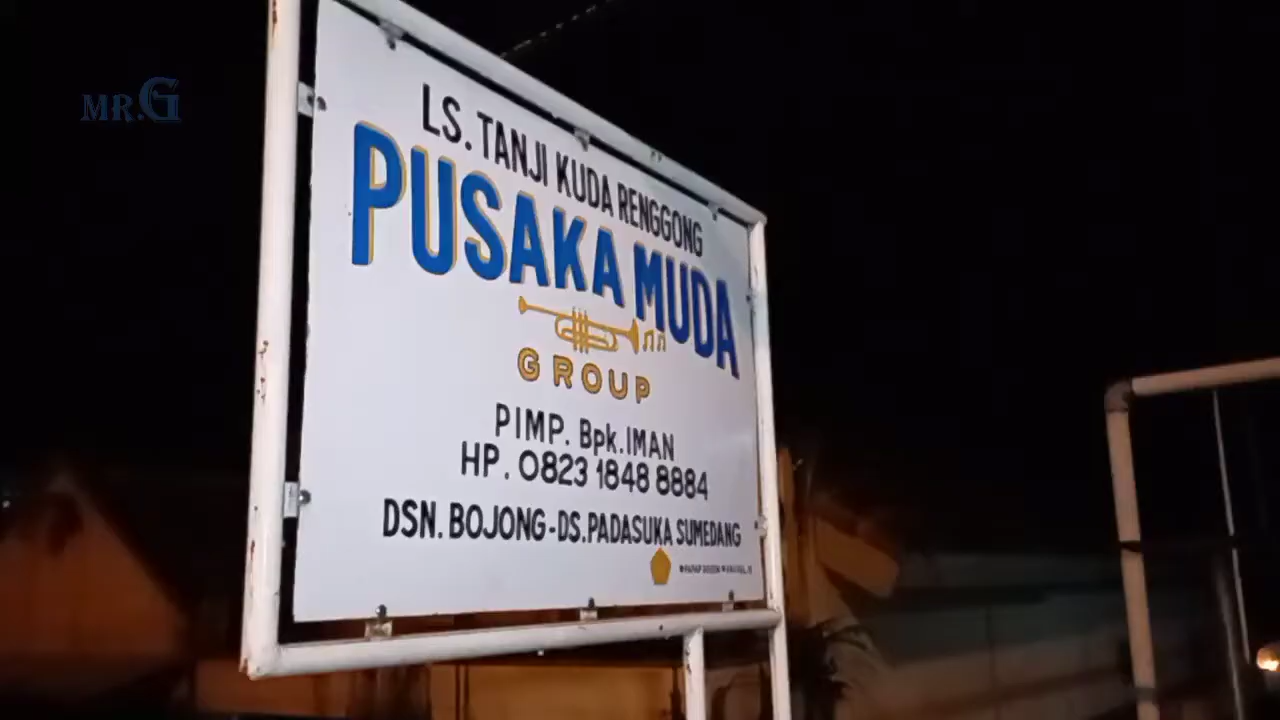 MR.G
LS. TANJI KUDA RENGGONG
PUSAKA MUDA
GROUP
PIMP. Bpk. IMAN
HP. 0823 1848 8884
DSN. BOJONG-DS. PADASUKA SUMEDANG